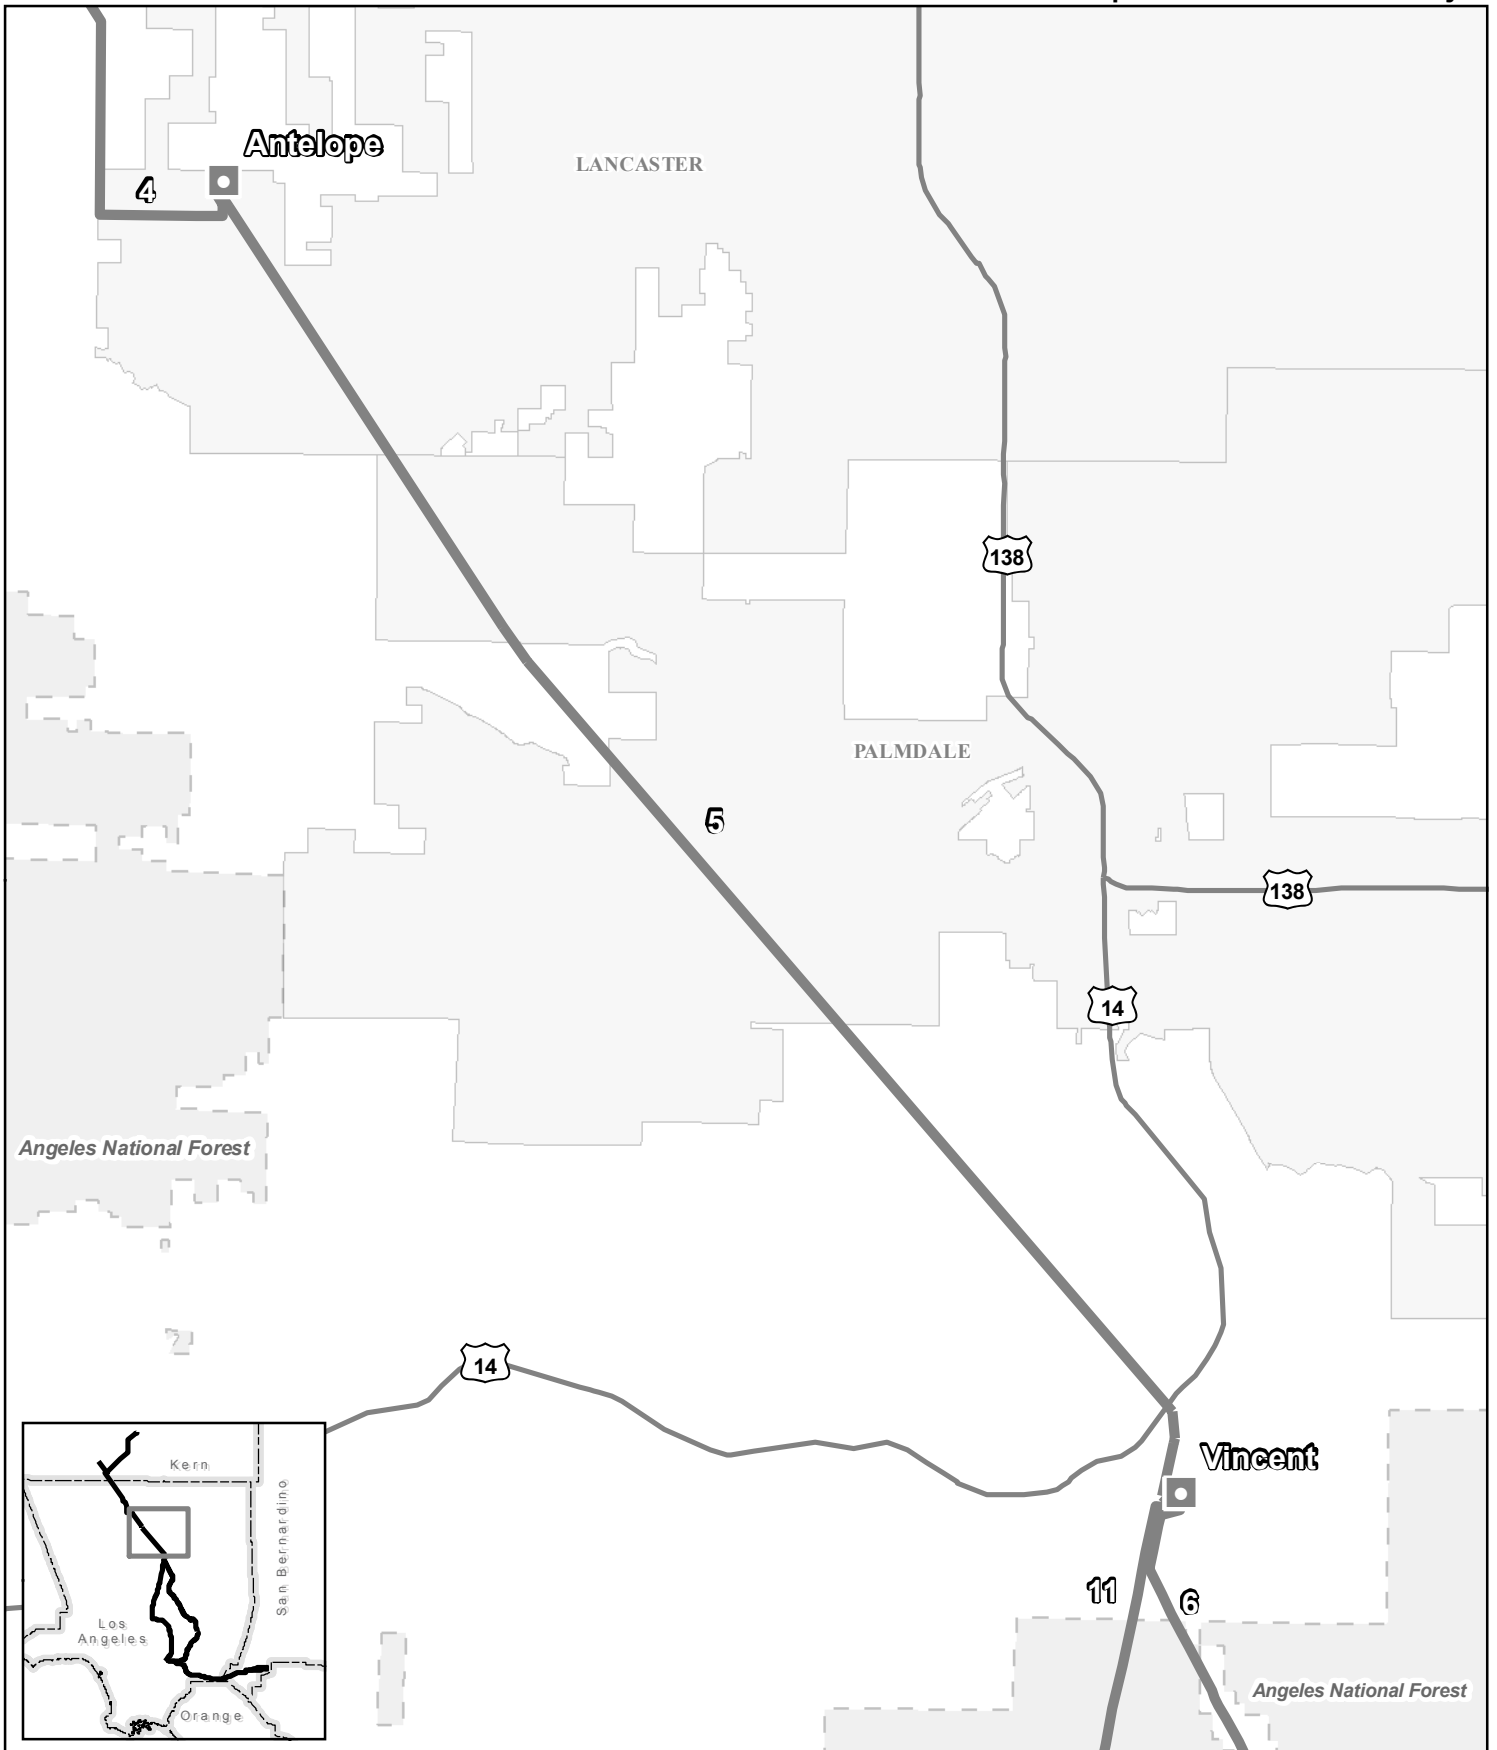 Antelope
LANCASTER
4
138
PALMDALE
5
138
14
Angeles National Forest
14
Vincent
Kern
San Bernardino
Los
Angeles
Orange
11
6
Angeles National Forest